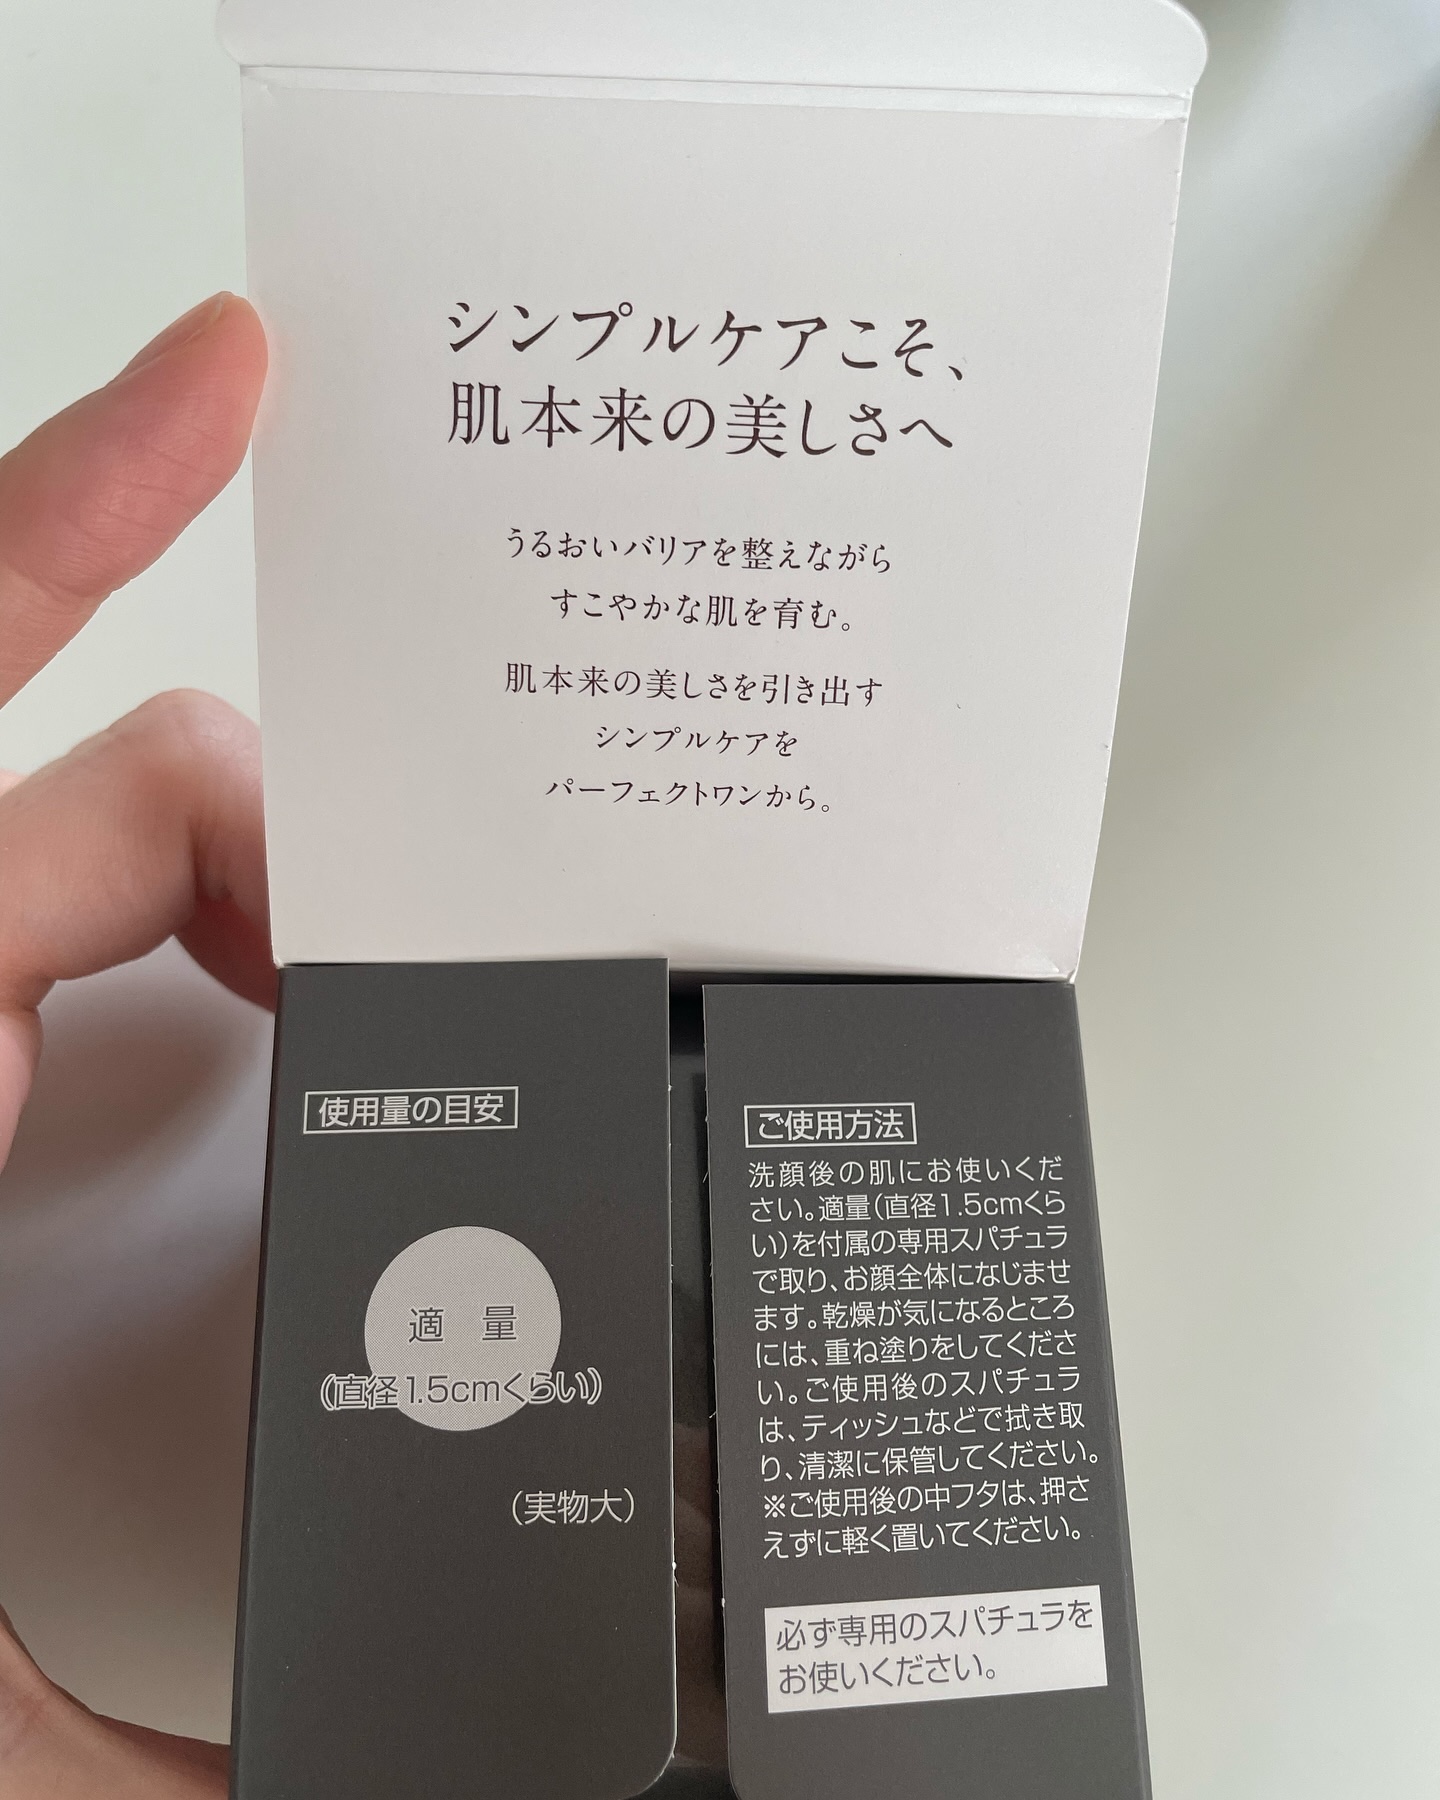 シンプルケアこそ、
肌本来の美しさへ
うるおいバリアを整えながら
すこやかな肌を育む。
肌本来の美しさを引き出す
シンプルケアを
パーフェクトワンから。
使用量の目安
適 量
(直径1.5cmくらい)
(実物大)
ご使用方法
洗顔後の肌にお使いくだ
さい。適量(直径1.5cmくら
い)を付属の専用スパチュラ
で取り、お顔全体になじませ
ます。乾燥が気になるところ
には、重ね塗りをしてくださ
い。ご使用後のスパチュラ
は、ティッシュなどで拭き取
り、清潔に保管してください。
※ご使用後の中フタは、押さ
えずに軽く置いてください。
必ず専用のスパチュラを
お使いください。